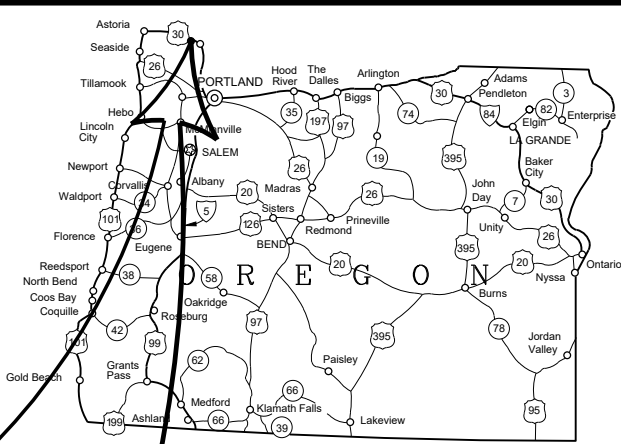 Astoria
30
Seaside
26
PORTLAND
Tillamook
Hood
River
The
Dalles
Arlington
Biggs
Adams
Pendleton
30
84
3
82
Elgin
Enterprise
LA GRANDE
35
197
97
74
Hebo
McMinnville
Lincoln
City
SALEM
19
395
Baker
City
Newport
Corvallis
Albany
26
Madras
20
Waldport
34
Sisters
26
John
Day
7
30
101
36
5
126
Redmond
Prineville
Unity
26
Florence
Eugene
BEND
395
20
Ontario
Reedsport
38
OREGON
58
20
Nyssa
North Bend
Coos Bay
Coquille
Oakridge
Roseburg
Burns
101
42
99
97
395
78
Jordan
Valley
Gold Beach
Grants
Pass
62
Paisley
66
Medford
Klamath Falls
95
199
Ashland
66
39
Lakeview